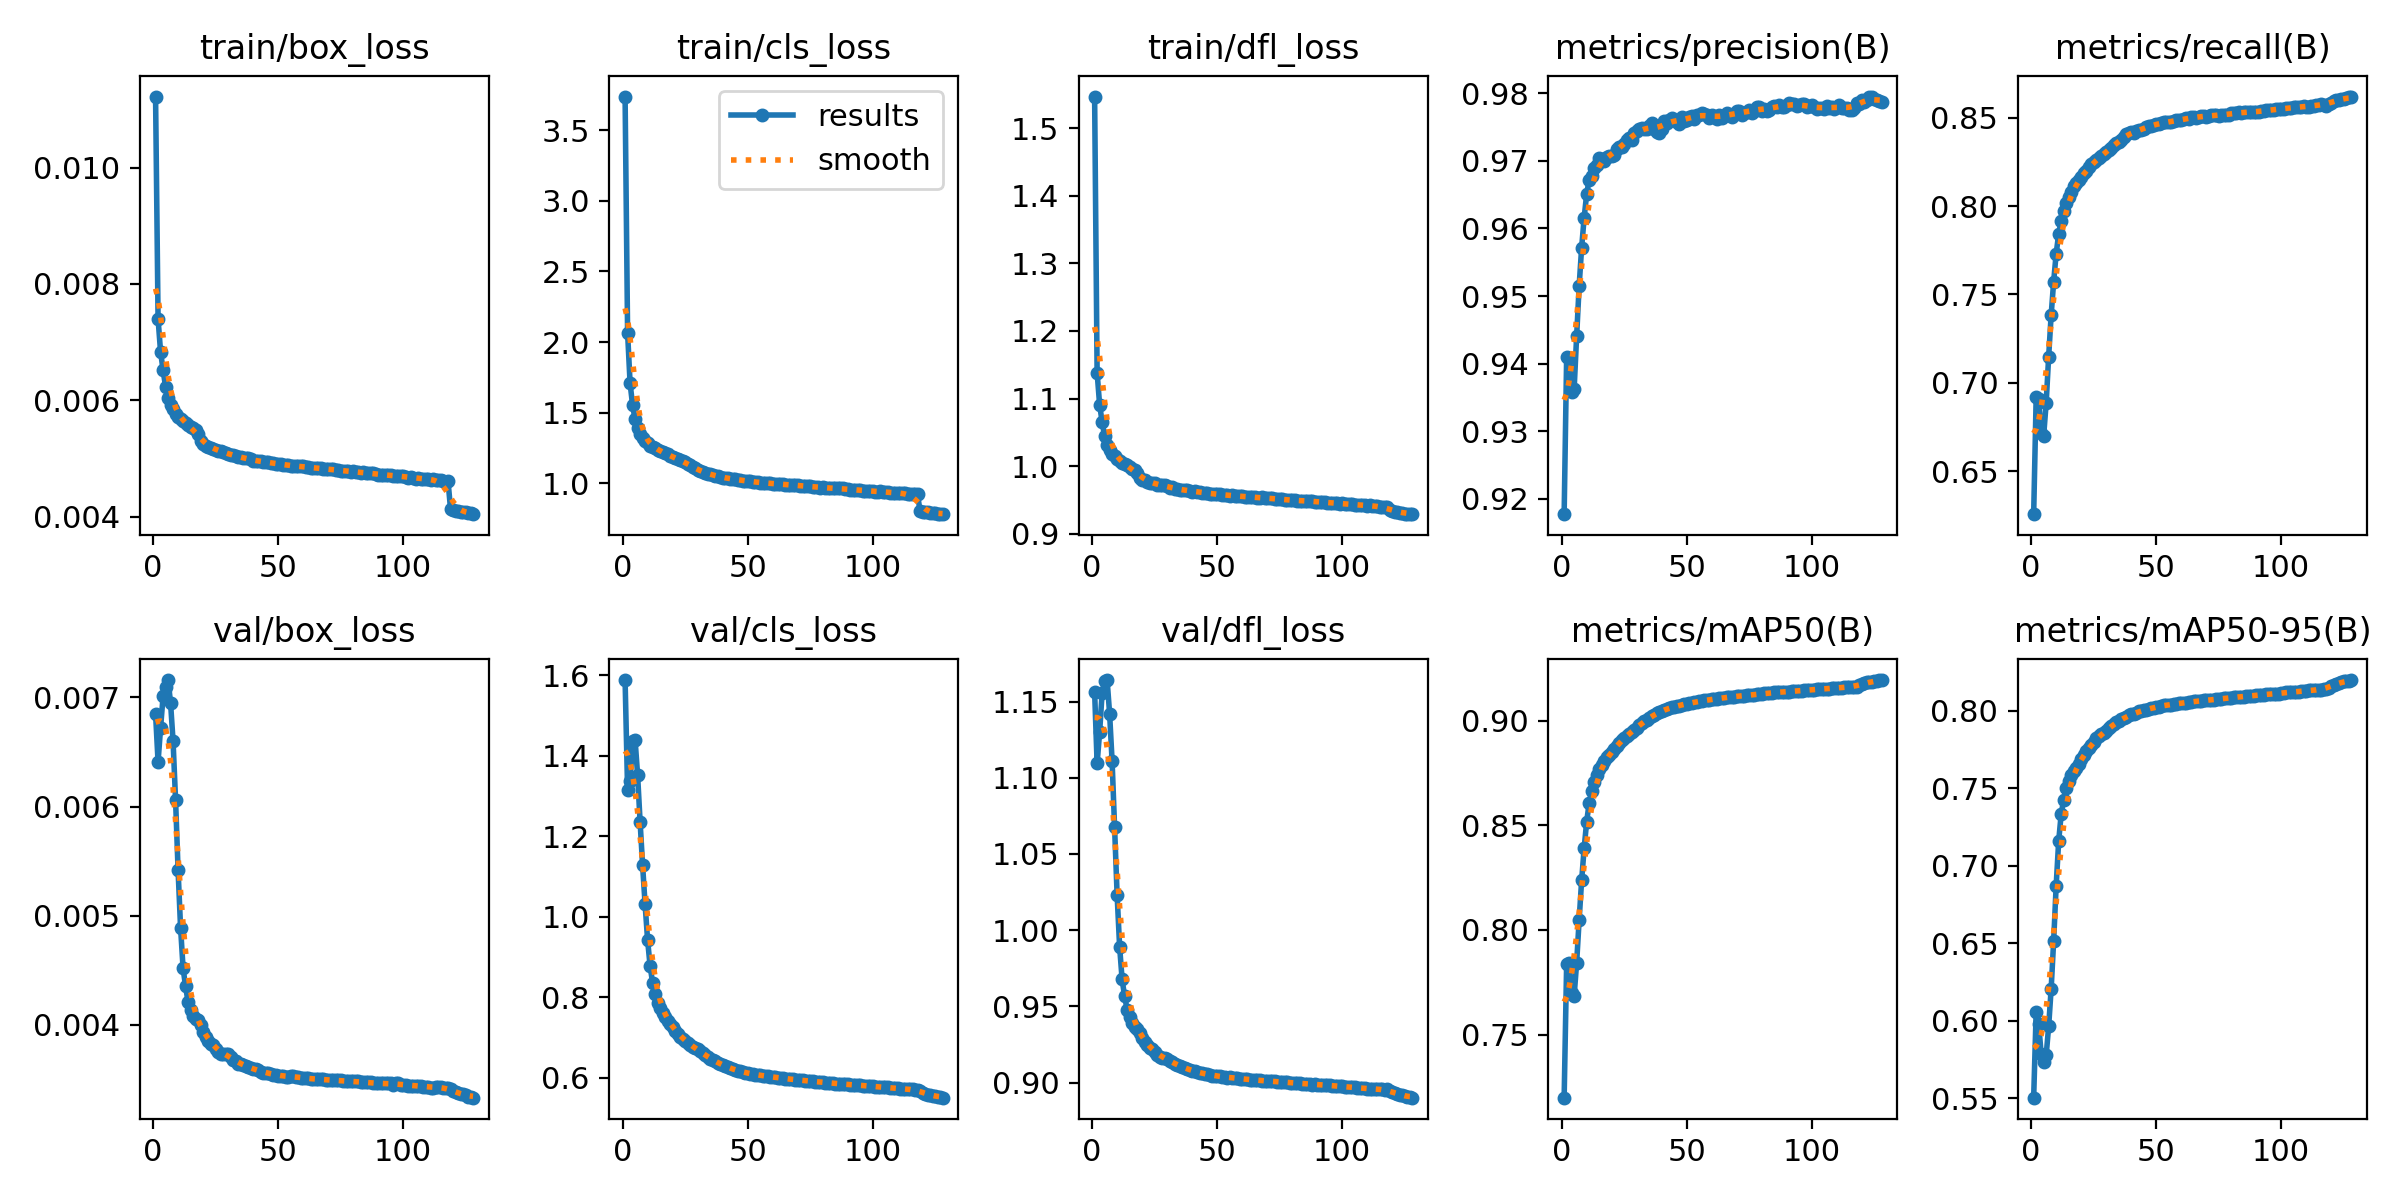 train/box_loss
0.010
0.008
0.006
0.004
0 50 100
train/cls_loss
results
smooth
3.5
3.0
2.5
2.0
1.5
1.0
0 50 100
train/dfl_loss
1.5
1.4
1.3
1.2
1.1
1.0
0.9
0 50 100
metrics/precision(B)
0.98
0.97
0.96
0.95
0.94
0.93
0.92
0 50 100
metrics/recall(B)
0.85
0.80
0.75
0.70
0.65
0 50 100
val/box_loss
0.007
0.006
0.005
0.004
0 50 100
val/cls_loss
1.6
1.4
1.2
1.0
0.8
0.6
0 50 100
val/dfl_loss
1.15
1.10
1.05
1.00
0.95
0.90
0 50 100
metrics/mAP50(B)
0.90
0.85
0.80
0.75
0 50 100
metrics/mAP50-95(B)
0.80
0.75
0.70
0.65
0.60
0.55
0 50 100